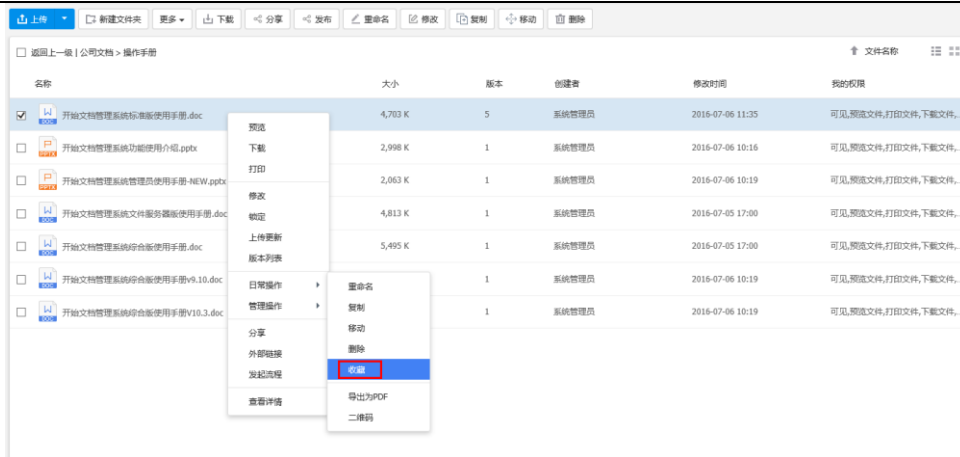 上传 新建文件夹 更多 下载 分享 发布 重命名 修改 复制 移动 删除
返回上一级 | 公司文档 > 操作手册 文件名称
名称 大小 版本 创建者 修改时间 我的权限
W DOC 开始文档管理系统标准版使用手册.doc 4,703 K 5 系统管理员 2016-07-06 11:35 可见,预览文件,打印文件,下载文件,...
P PPTX 开始文档管理系统功能使用介绍.pptx 2,998 K 1 系统管理员 2016-07-06 10:16 可见,预览文件,打印文件,下载文件,...
P PPTX 开始文档管理系统管理员使用手册-NEW.pptx 2,063 K 1 系统管理员 2016-07-06 10:19 可见,预览文件,打印文件,下载文件,...
W DOC 开始文档管理系统文件服务器版使用手册.doc 4,813 K 1 系统管理员 2016-07-05 17:00 可见,预览文件,打印文件,下载文件,...
W DOC 开始文档管理系统综合版使用手册.doc 5,495 K 1 系统管理员 2016-07-05 17:00 可见,预览文件,打印文件,下载文件,...
W DOC 开始文档管理系统综合版使用手册v9.10.doc 1 系统管理员 2016-07-06 10:19 可见,预览文件,打印文件,下载文件,...
W DOC 开始文档管理系统综合版使用手册V10.3.doc 1 系统管理员 2016-07-06 10:19 可见,预览文件,打印文件,下载文件,...
预览
下载
打印
修改
锁定
上传更新
版本列表
日常操作
管理操作
分享
外部链接
发起流程
查看详情
重命名
复制
移动
删除
收藏
导出为PDF
二维码